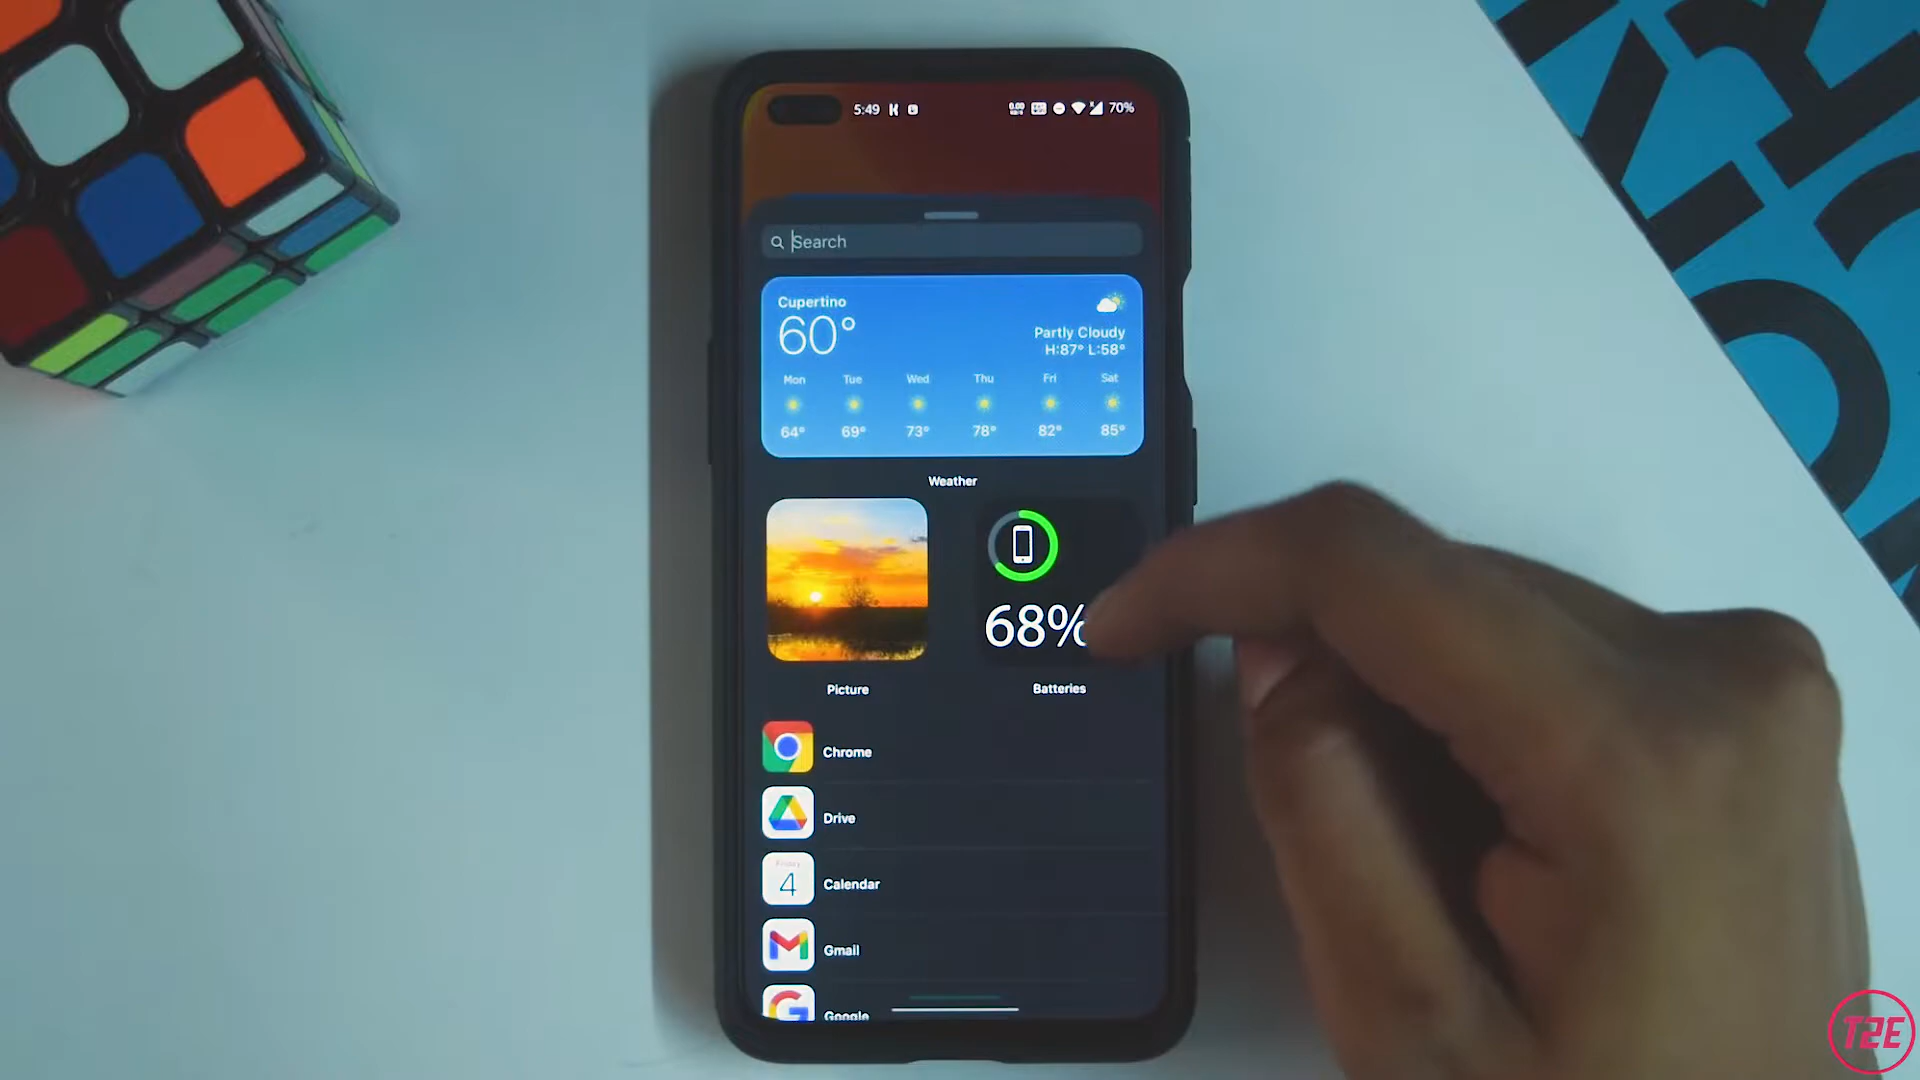 5:49
70%
Search
Cupertino
60°
Partly Cloudy
H:87° L:58°
Mon Tue Wed Thu Fri Sat
64° 69° 73° 78° 82° 85°
Weather
68%
Picture
Batteries
Chrome
Drive
4
Calendar
Gmail
Google
T2E